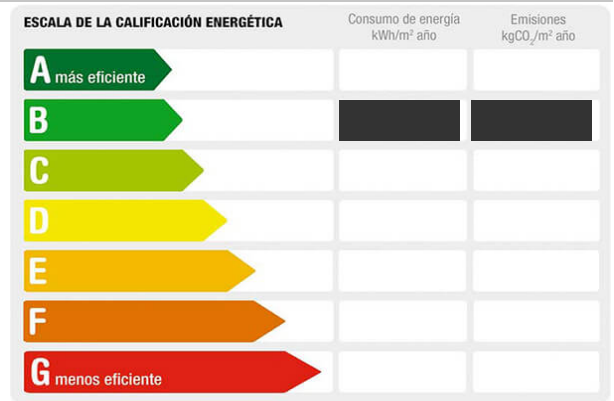 ESCALA DE LA CALIFICACIÓN ENERGÉTICA
Consumo de energía
kWh/m² año
Emisiones
kgCO₂/m² año
A más eficiente
B
C
D
E
F
G menos eficiente